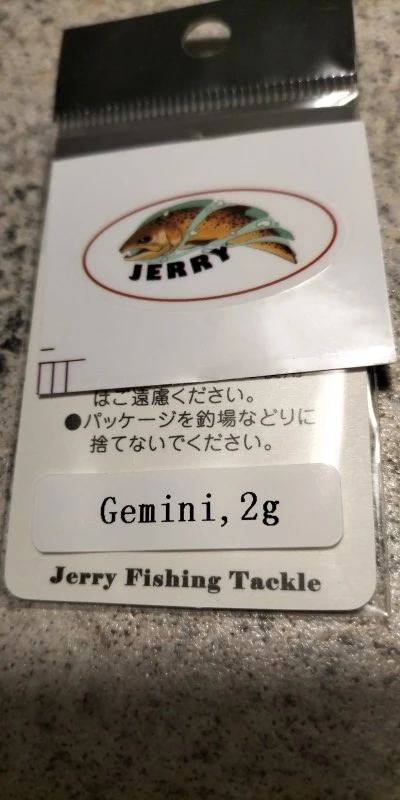 JERRY
はご遠慮ください。
●パッケージを釣場などりに
捨てないでください。
Gemini,2g
Jerry Fishing Tackle